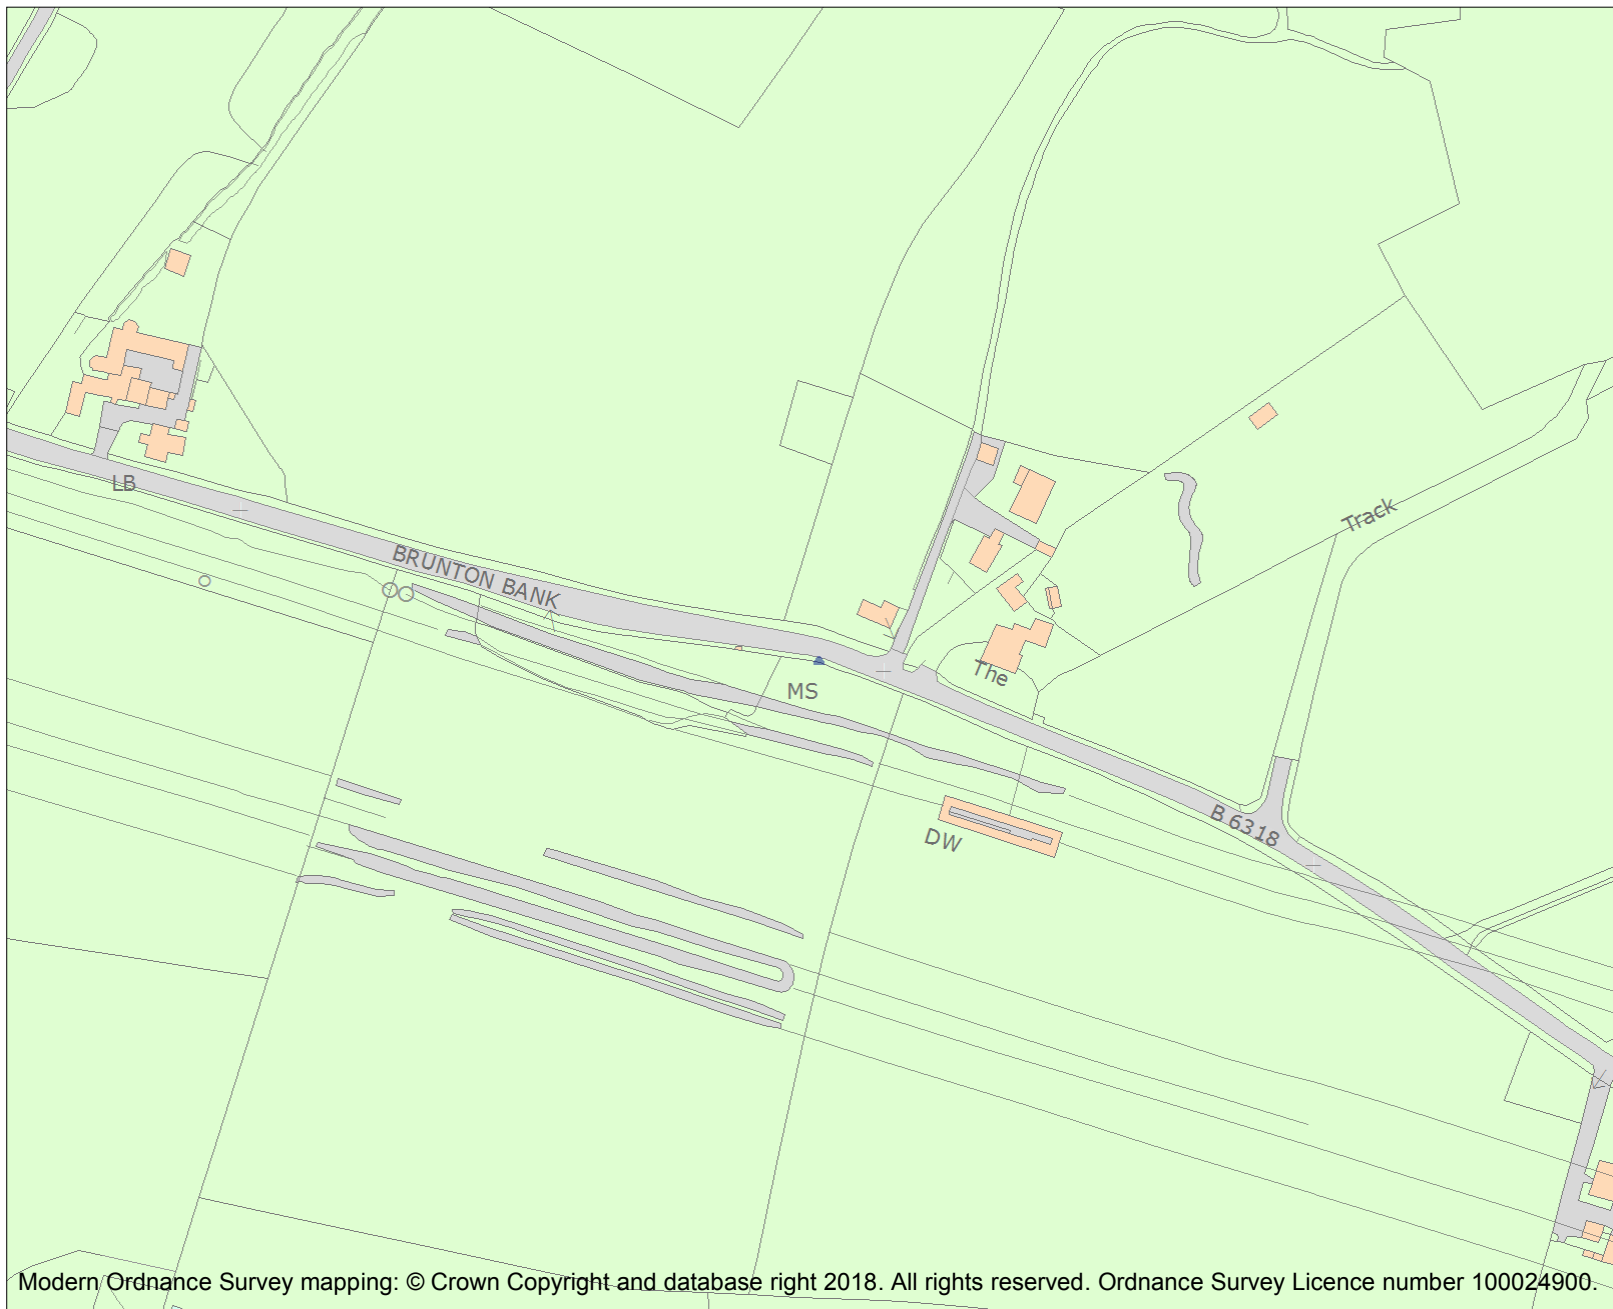 Track
LB
BRUNTON BANK
The
MS
B 6318
DW
Modern Ordnance Survey mapping: © Crown Copyright and database right 2018. All rights reserved. Ordnance Survey Licence number 100024900.